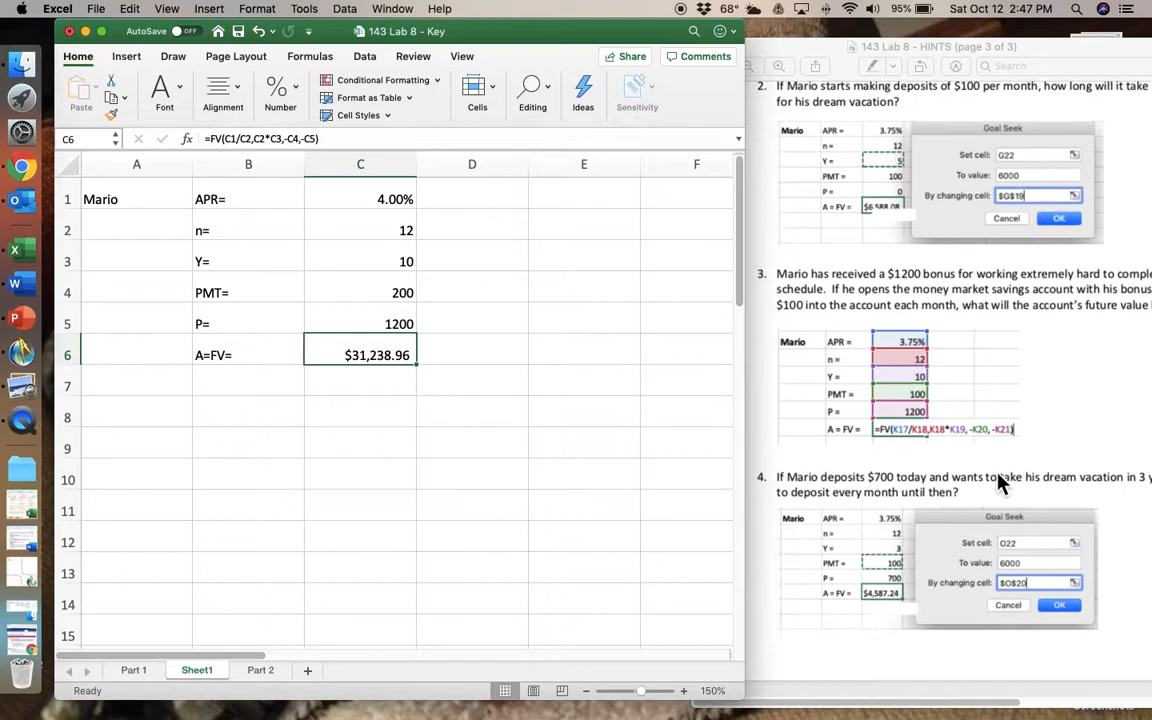 Excel File Edit View Insert Format Tools Data Window Help 68° 95% Sat Oct 12 2:47 PM
AutoSave OFF 143 Lab 8 - Key
Home Insert Draw Page Layout Formulas Data Review View Share Comments
Paste Font Alignment Number Conditional Formatting Format as Table Cell Styles Cells Editing Ideas Sensitivity
C6 fx =FV(C1/C2,C2*C3,-C4,-C5)
A B C D E F
1 Mario APR= 4.00%
2 n= 12
3 Y= 10
4 PMT= 200
5 P= 1200
6 A=FV= $31,238.96
7
8
9
10
11
12
13
14
15
Part 1 Sheet1 Part 2 +
Ready 150%
143 Lab 8 - HINTS (page 3 of 3)
Search
2. If Mario starts making deposits of $100 per month, how long will it take
for his dream vacation?
Mario APR = 3.75%
n = 12
Y = 5
PMT = 100
P = 0
A = FV = $6,588.08
Goal Seek
Set cell: G22
To value: 6000
By changing cell: $G$19
Cancel OK
3. Mario has received a $1200 bonus for working extremely hard to comple
schedule. If he opens the money market savings account with his bonus
$100 into the account each month, what will the account's future value
Mario APR = 3.75%
n = 12
Y = 10
PMT = 100
P = 1200
A = FV = =FV(K17/K18,K18*K19, -K20, -K21)
4. If Mario deposits $700 today and wants to take his dream vacation in 3 y
to deposit every month until then?
Mario APR = 3.75%
n = 12
Y = 3
PMT = 100
P = 700
A = FV = $4,587.24
Goal Seek
Set cell: O22
To value: 6000
By changing cell: $O$20
Cancel OK